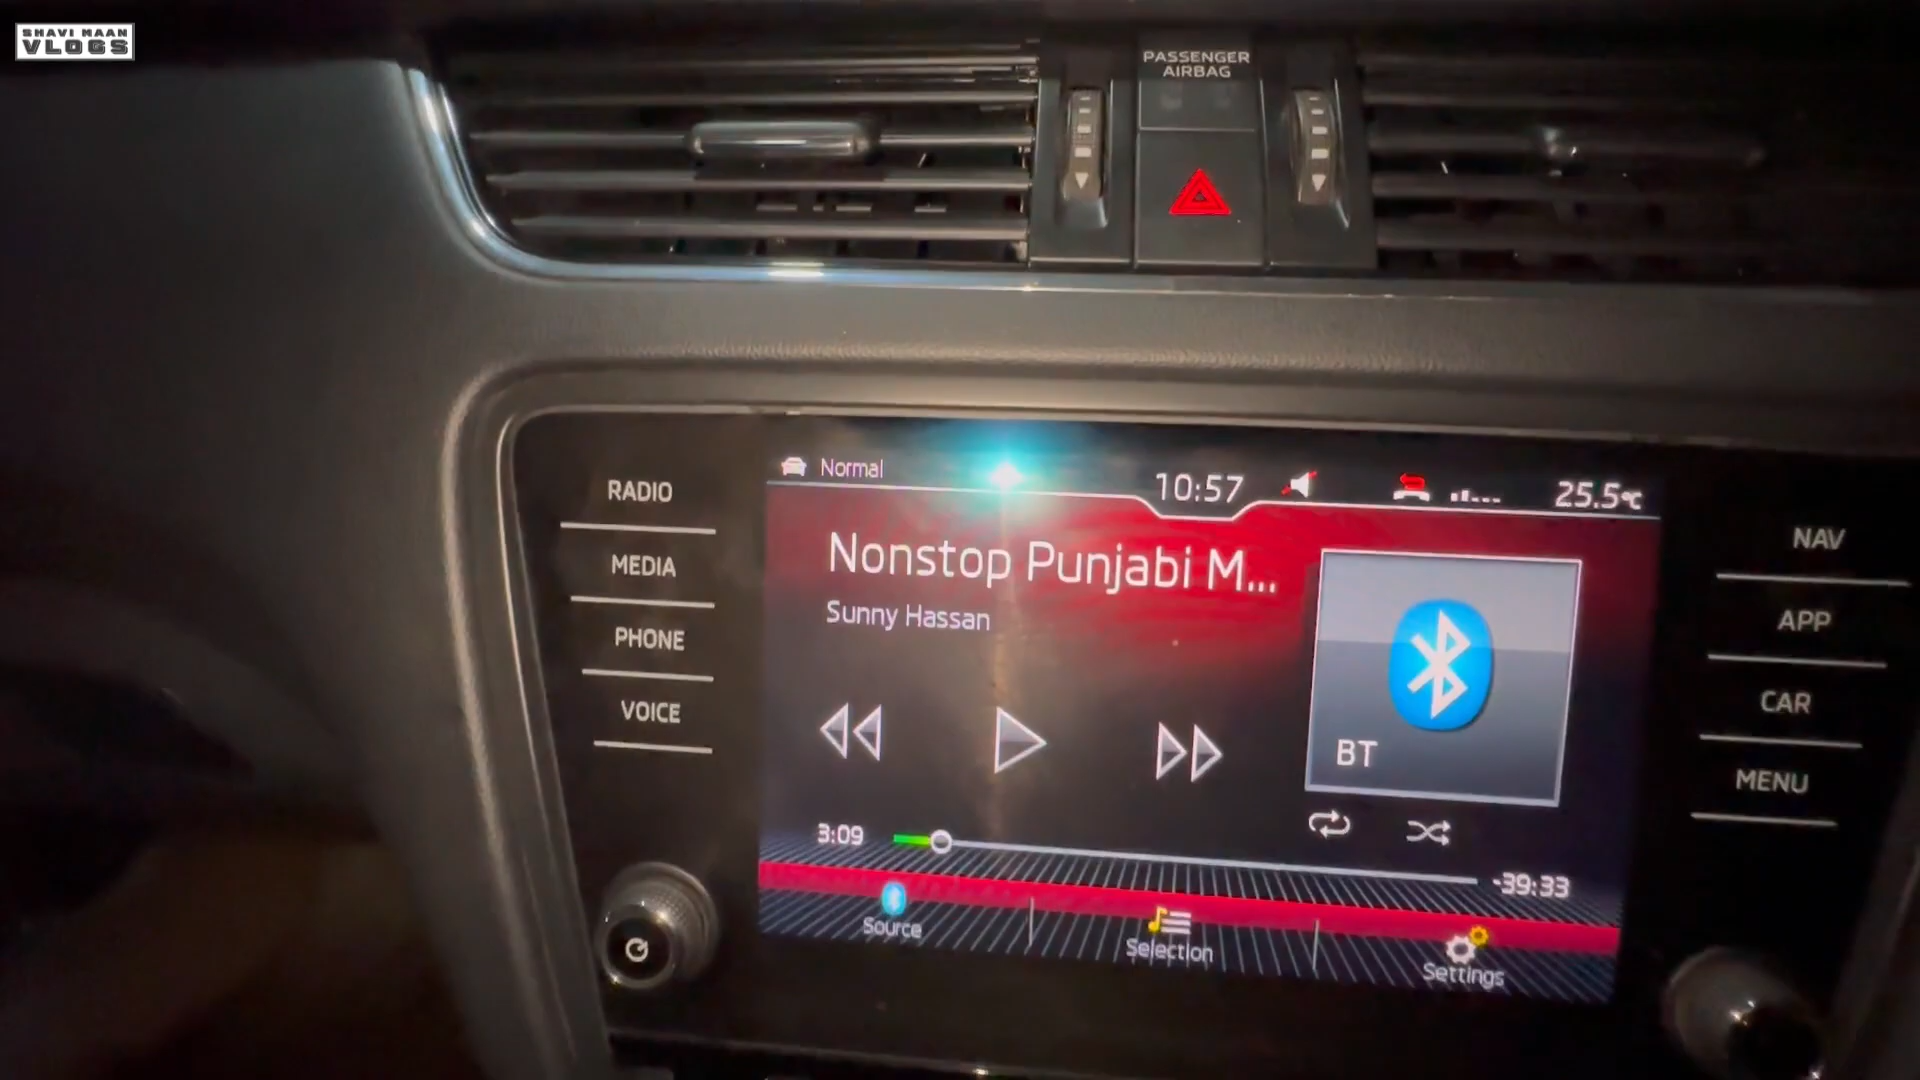 SHAVI MAAN
VLOGS
PASSENGER
AIRBAG
RADIO
MEDIA
PHONE
VOICE
Normal
10:57
25.5°C
Nonstop Punjabi M...
Sunny Hassan
BT
3:09
-39:33
Source
Selection
Settings
NAV
APP
CAR
MENU